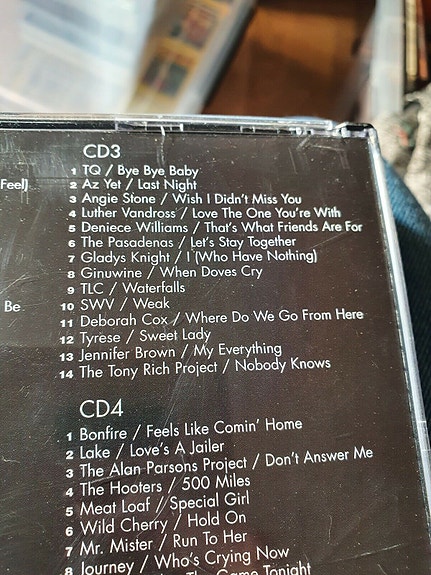 Feel)
Be
CD3
1 TQ / Bye Bye Baby
2 Az Yet / Last Night
3 Angie Stone / Wish I Didn't Miss You
4 Luther Vandross / Love The One You're With
5 Deniece Williams / That's What Friends Are For
6 The Pasadenas / Let's Stay Together
7 Gladys Knight / I (Who Have Nothing)
8 Ginuwine / When Doves Cry
9 TLC / Waterfalls
10 SWV / Weak
11 Deborah Cox / Where Do We Go From Here
12 Tyrese / Sweet Lady
13 Jennifer Brown / My Everything
14 The Tony Rich Project / Nobody Knows
CD4
1 Bonfire / Feels Like Comin' Home
2 Lake / Love's A Jailer
3 The Alan Parsons Project / Don't Answer Me
4 The Hooters / 500 Miles
5 Meat Loaf / Special Girl
6 Wild Cherry / Hold On
7 Mr. Mister / Run To Her
8 Journey / Who's Crying Now
The Game Tonight